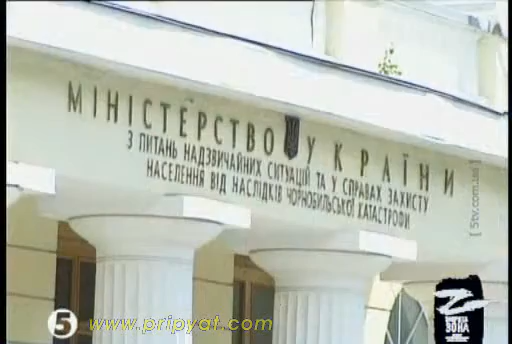 МІНІСТЕРСТВО УКРАЇНИ
З ПИТАНЬ НАДЗВИЧАЙНИХ СИТУАЦІЙ ТА У СПРАВАХ ЗАХИСТУ
НАСЕЛЕННЯ ВІД НАСЛІДКІВ ЧОРНОБИЛЬСЬКОЇ КАТАСТРОФИ
[ 5tv.com.ua ]
5 www.pripyat.com
ЗОНА